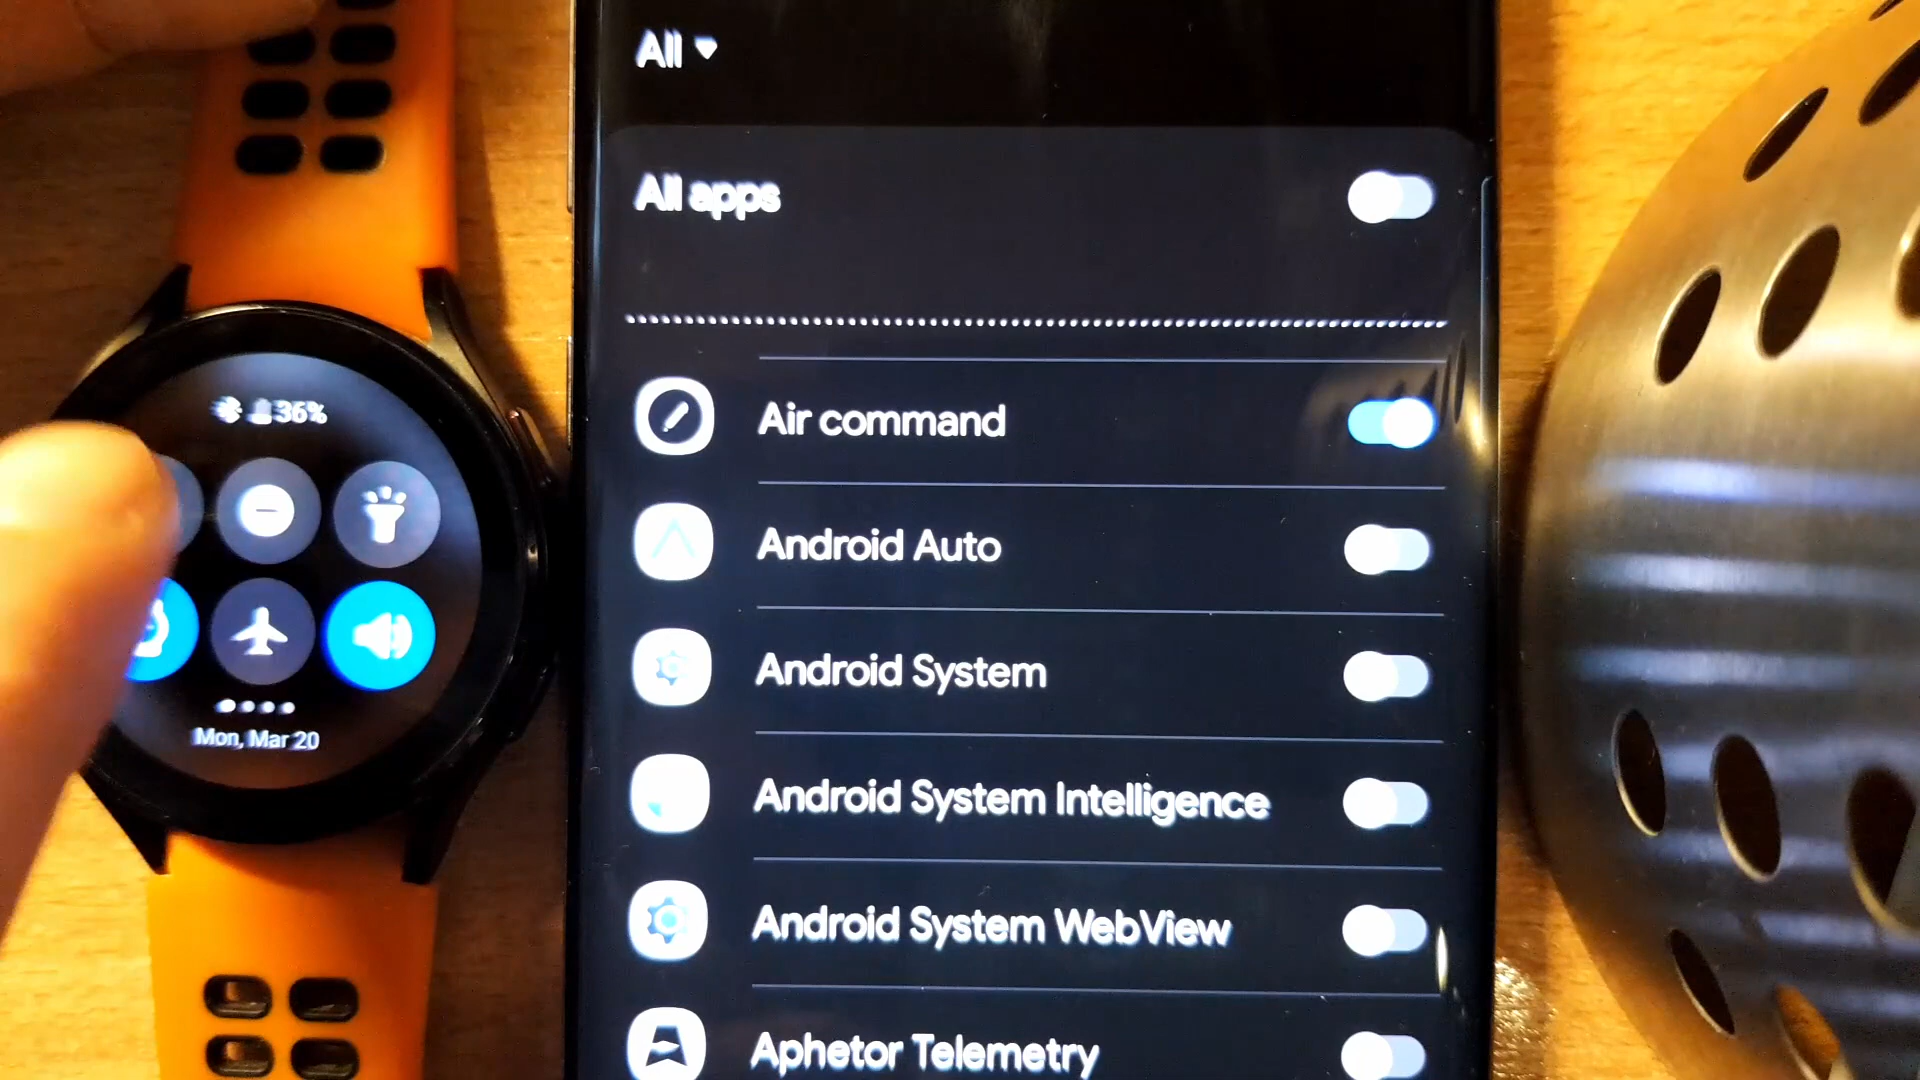 All
All apps
36%
Air command
Android Auto
Android System
Mon, Mar 20
Android System Intelligence
Android System WebView
Aphetor Telemetry